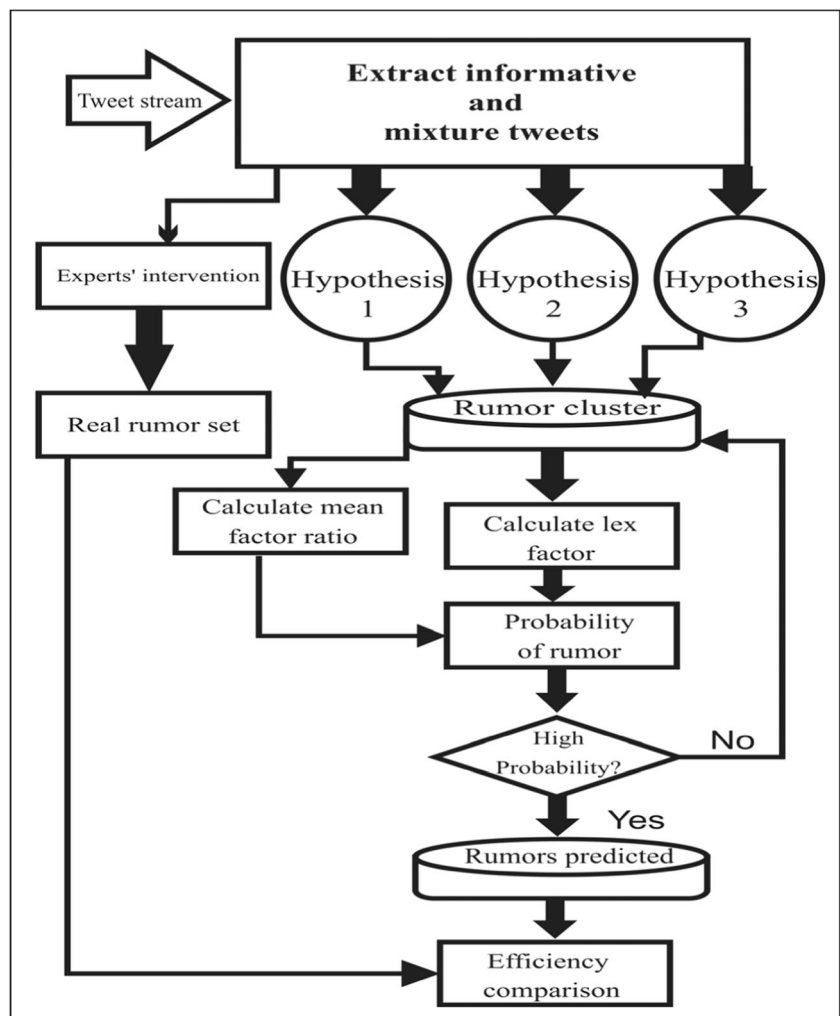 Tweet stream
Extract informative
and
mixture tweets
Experts' intervention
Hypothesis
1
Hypothesis
2
Hypothesis
3
Real rumor set
Rumor cluster
Calculate mean
factor ratio
Calculate lex
factor
Probability
of rumor
High
Probability?
No
Yes
Rumors predicted
Efficiency
comparison